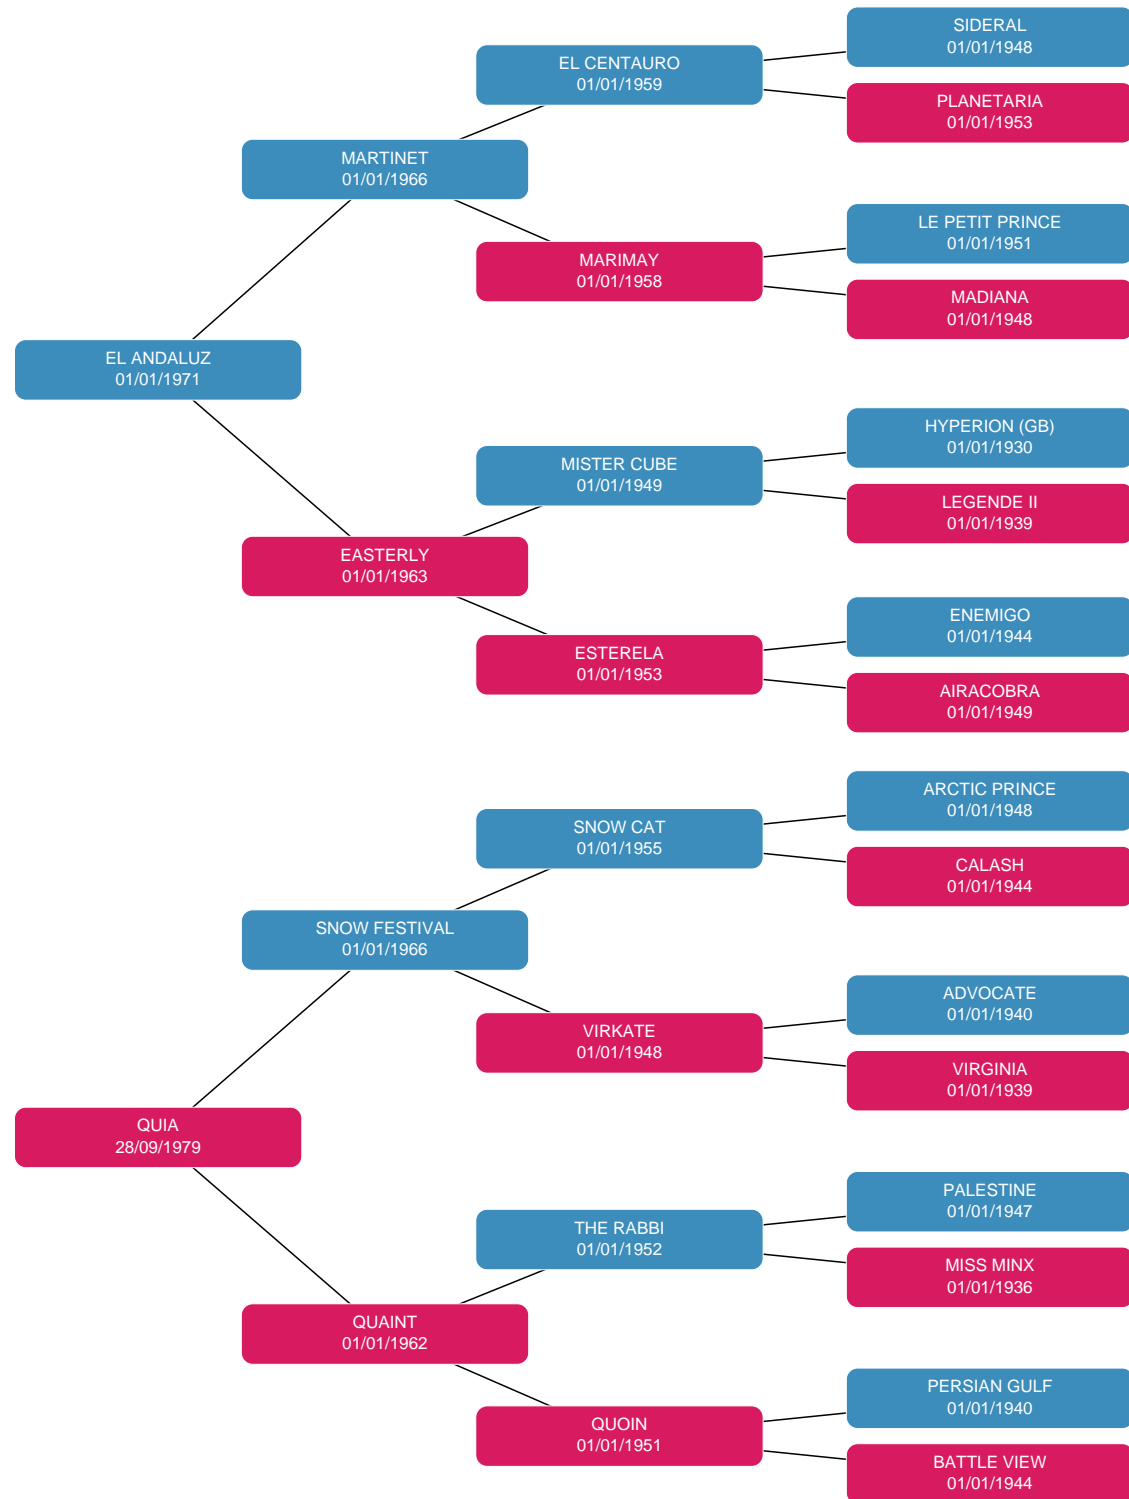 SIDERAL
01/01/1948
EL CENTAURO
01/01/1959
PLANETARIA
01/01/1953
MARTINET
01/01/1966
LE PETIT PRINCE
01/01/1951
MARIMAY
01/01/1958
MADIANA
01/01/1948
EL ANDALUZ
01/01/1971
HYPERION (GB)
01/01/1930
MISTER CUBE
01/01/1949
LEGENDE II
01/01/1939
EASTERLY
01/01/1963
ENEMIGO
01/01/1944
ESTERELA
01/01/1953
AIRACOBRA
01/01/1949
ARCTIC PRINCE
01/01/1948
SNOW CAT
01/01/1955
CALASH
01/01/1944
SNOW FESTIVAL
01/01/1966
ADVOCATE
01/01/1940
VIRKATE
01/01/1948
VIRGINIA
01/01/1939
QUIA
28/09/1979
PALESTINE
01/01/1947
THE RABBI
01/01/1952
MISS MINX
01/01/1936
QUAINT
01/01/1962
PERSIAN GULF
01/01/1940
QUOIN
01/01/1951
BATTLE VIEW
01/01/1944